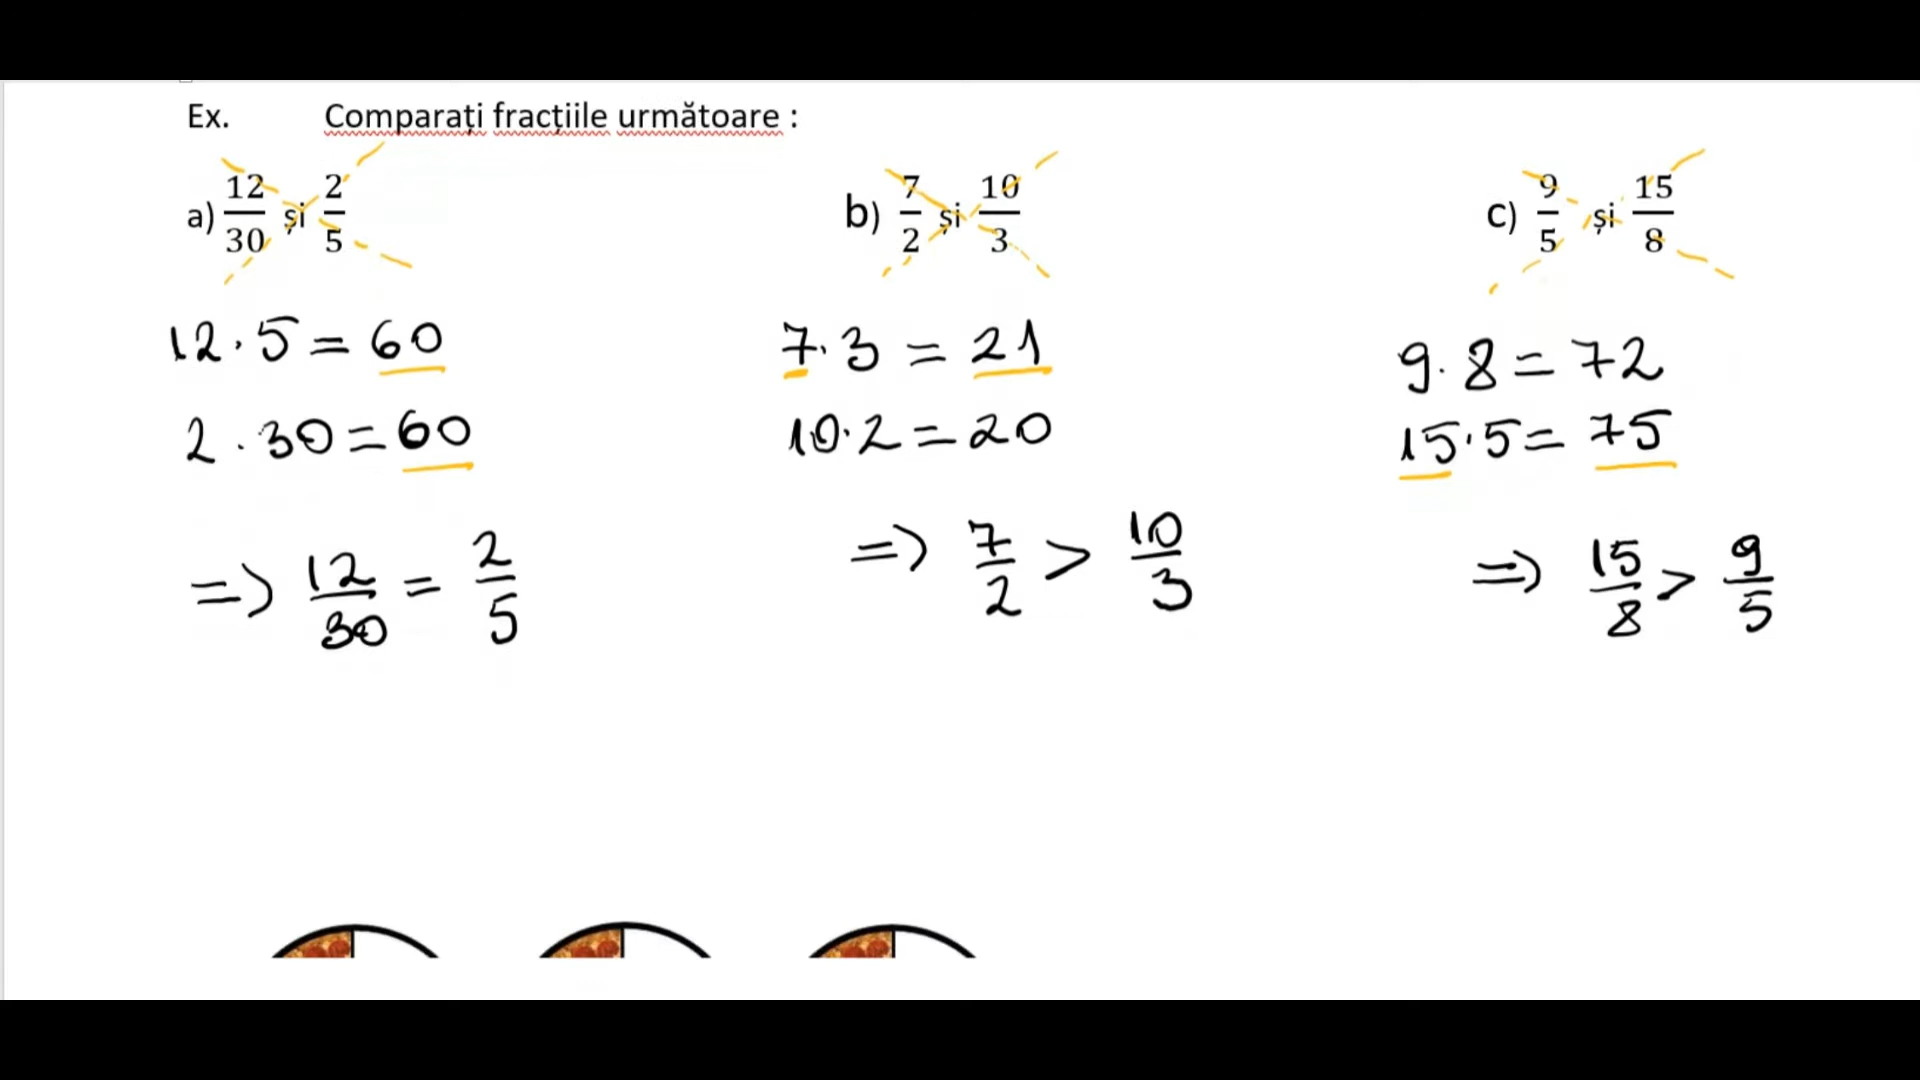 Ex. Comparați fracțiile următoare :
a) 12/30 și 2/5
12 · 5 = 60
2 · 30 = 60
=> 12/30 = 2/5
b) 7/2 și 10/3
7 · 3 = 21
10 · 2 = 20
=> 7/2 > 10/3
c) 9/5 și 15/8
9 · 8 = 72
15 · 5 = 75
=> 15/8 > 9/5